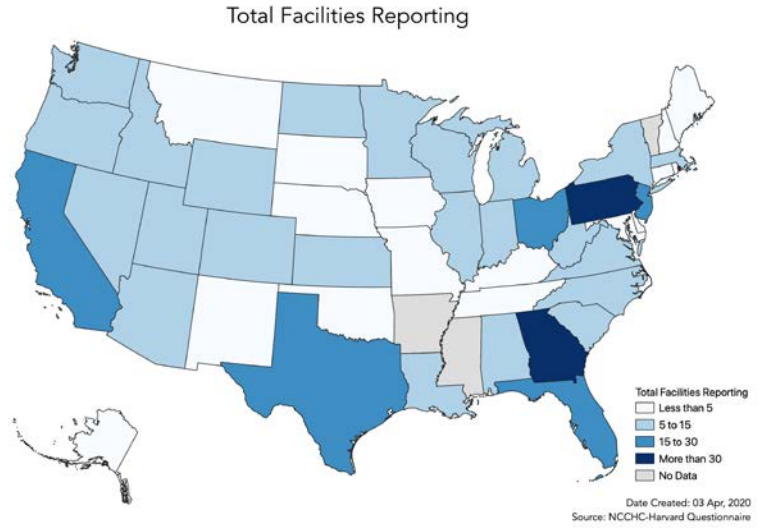 Total Facilities Reporting
Total Facilities Reporting
Less than 5
5 to 15
15 to 30
More than 30
No Data
Date Created: 03 Apr, 2020
Source: NCCHC-Harvard Questionnaire